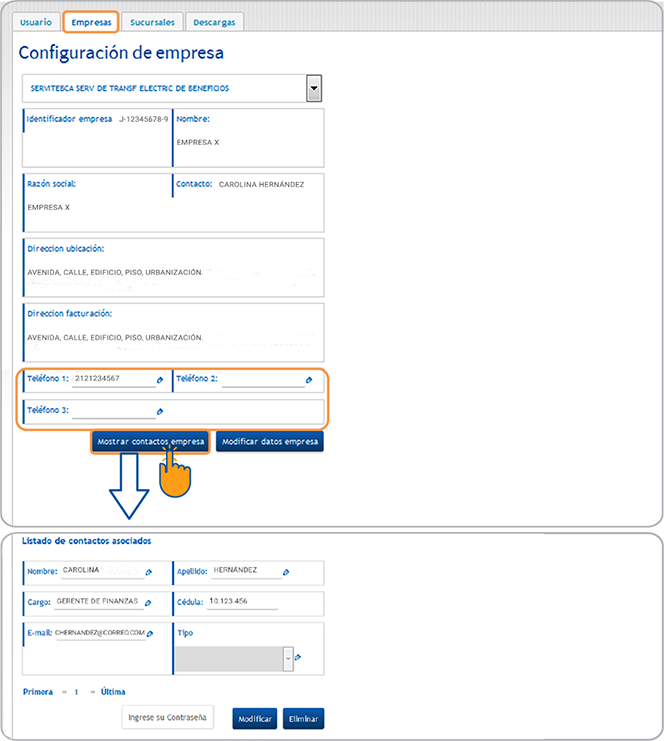 Usuario Empresas Sucursales Descargas
Configuración de empresa
SERVITEBCA SERV DE TRANSF ELECTRIC DE BENEFICIOS
Identificador empresa J-12345678-9 Nombre:
EMPRESA X
Razón social: Contacto: CAROLINA HERNÁNDEZ
EMPRESA X
Direccion ubicación:
AVENIDA, CALLE, EDIFICIO, PISO, URBANIZACIÓN.
Direccion facturación:
AVENIDA, CALLE, EDIFICIO, PISO, URBANIZACIÓN.
Teléfono 1: 2121234567 Teléfono 2:
Teléfono 3:
Mostrar contactos empresa Modificar datos empresa
Listado de contactos asociados
Nombre: CAROLINA Apellido: HERNÁNDEZ
Cargo: GERENTE DE FINANZAS Cédula: 10.123.456
E-mail: CHERNANDEZ@CORREO.COM Tipo
Primera « 1 » Última
Ingrese su Contraseña Modificar Eliminar